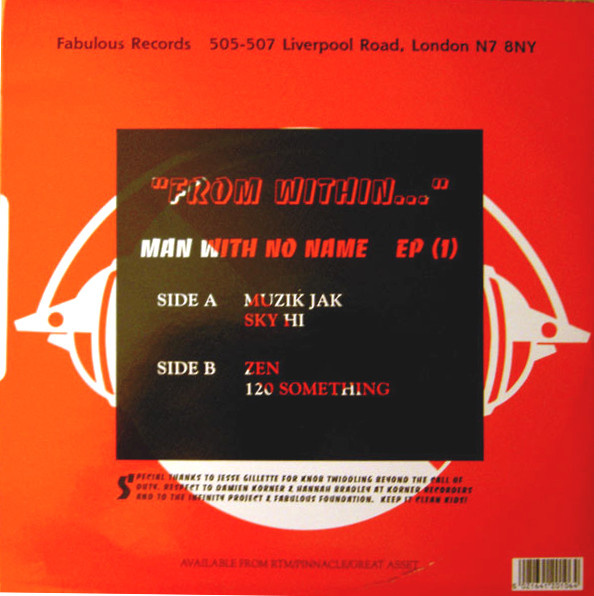 Fabulous Records 505-507 Liverpool Road, London N7 8NY
"FROM WITHIN..."
MAN WITH NO NAME EP (1)
SIDE A MUZIK JAK
SKY HI
SIDE B ZEN
120 SOMETHING
SPECIAL THANKS TO JESSE GILLETTE FOR KNOB TWIDDLING BEYOND THE CALL OF
DUTY. RESPECT TO DAMIEN KORNER & HANNAH BRADLEY AT KORNER RECORDERS
AND TO THE INFINITY PROJECT & FABULOUS FOUNDATION. KEEP IT CLEAN KIDS!
AVAILABLE FROM RTM/PINNACLE/GREAT ASSET